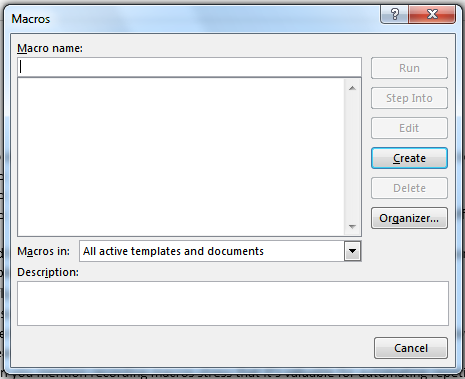 Macros
?
Macro name:
Run
Step Into
Edit
Create
Delete
Organizer...
Macros in: All active templates and documents
Description:
Cancel